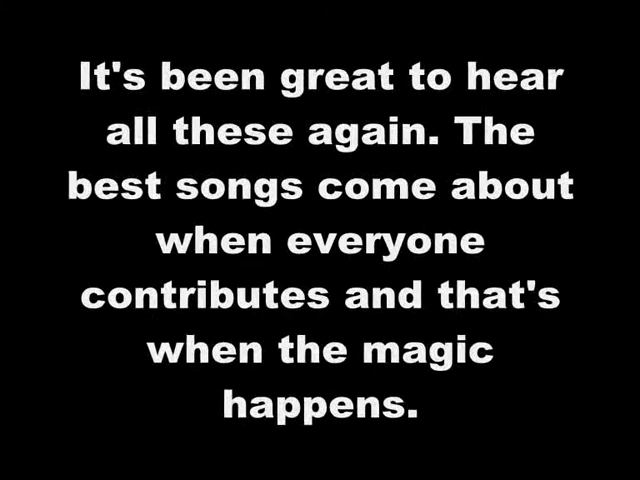 It's been great to hear
all these again. The
best songs come about
when everyone
contributes and that's
when the magic
happens.